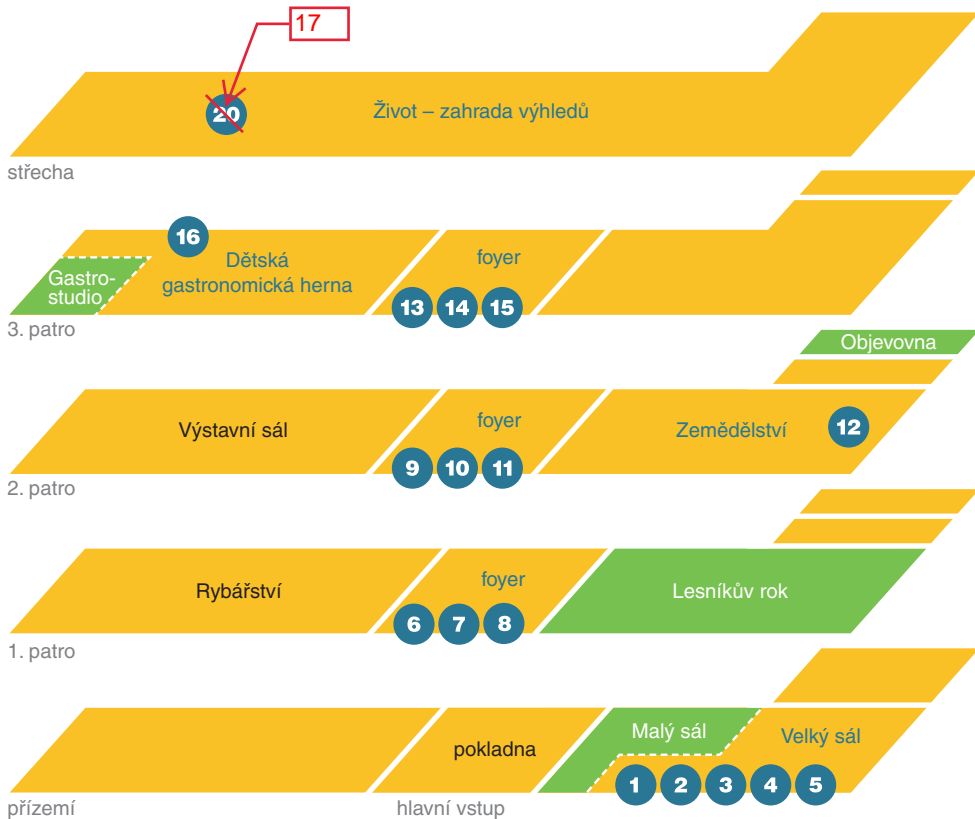 17
20
Život – zahrada výhledů
střecha
16
Dětská
gastronomická herna
foyer
Gastro-
studio
13 14 15
3. patro
Objevovna
Výstavní sál
foyer
Zemědělství
12
9 10 11
2. patro
Rybářství
foyer
Lesníkův rok
6 7 8
1. patro
Malý sál
Velký sál
pokladna
1 2 3 4 5
přízemí
hlavní vstup